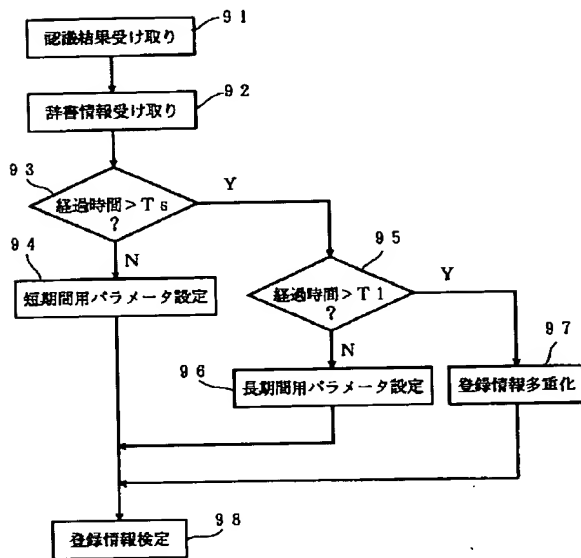 91
認識結果受け取り
92
辞書情報受け取り
93
経過時間>Ts
?
Y
94
N
短期間用パラメータ設定
95
経過時間>Tl
?
Y
N
96
長期間用パラメータ設定
97
登録情報多重化
登録情報検定
98